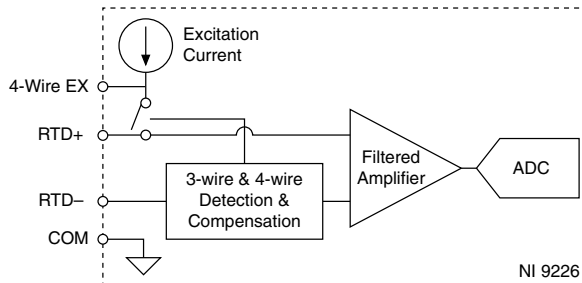 Excitation
Current
4-Wire EX
RTD+
Filtered
Amplifier
ADC
3-wire & 4-wire
Detection &
Compensation
RTD–
COM
NI 9226